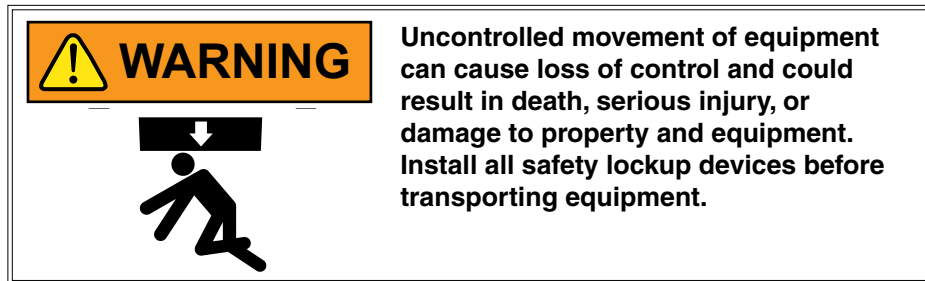 WARNING
Uncontrolled movement of equipment
can cause loss of control and could
result in death, serious injury, or
damage to property and equipment.
Install all safety lockup devices before
transporting equipment.